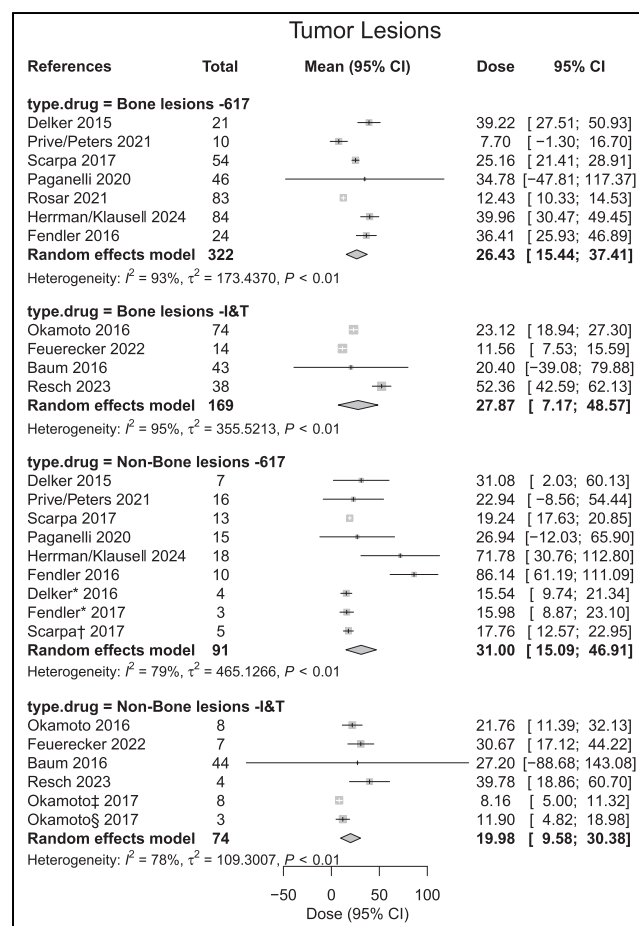 Tumor Lesions
References Total Mean (95% CI) Dose 95% CI
type.drug = Bone lesions -617
Delker 2015 21 39.22 [ 27.51; 50.93]
Prive/Peters 2021 10 7.70 [ −1.30; 16.70]
Scarpa 2017 54 25.16 [ 21.41; 28.91]
Paganelli 2020 46 34.78 [−47.81; 117.37]
Rosar 2021 83 12.43 [ 10.33; 14.53]
Herrman/Klausell 2024 84 39.96 [ 30.47; 49.45]
Fendler 2016 24 36.41 [ 25.93; 46.89]
Random effects model 322 26.43 [ 15.44; 37.41]
Heterogeneity: I² = 93%, τ² = 173.4370, P < 0.01
type.drug = Bone lesions -I&T
Okamoto 2016 74 23.12 [ 18.94; 27.30]
Feuerecker 2022 14 11.56 [ 7.53; 15.59]
Baum 2016 43 20.40 [−39.08; 79.88]
Resch 2023 38 52.36 [ 42.59; 62.13]
Random effects model 169 27.87 [ 7.17; 48.57]
Heterogeneity: I² = 95%, τ² = 355.5213, P < 0.01
type.drug = Non-Bone lesions -617
Delker 2015 7 31.08 [ 2.03; 60.13]
Prive/Peters 2021 16 22.94 [ −8.56; 54.44]
Scarpa 2017 13 19.24 [ 17.63; 20.85]
Paganelli 2020 15 26.94 [−12.03; 65.90]
Herrman/Klausell 2024 18 71.78 [ 30.76; 112.80]
Fendler 2016 10 86.14 [ 61.19; 111.09]
Delker* 2016 4 15.54 [ 9.74; 21.34]
Fendler* 2017 3 15.98 [ 8.87; 23.10]
Scarpa† 2017 5 17.76 [ 12.57; 22.95]
Random effects model 91 31.00 [ 15.09; 46.91]
Heterogeneity: I² = 79%, τ² = 465.1266, P < 0.01
type.drug = Non-Bone lesions -I&T
Okamoto 2016 8 21.76 [ 11.39; 32.13]
Feuerecker 2022 7 30.67 [ 17.12; 44.22]
Baum 2016 44 27.20 [−88.68; 143.08]
Resch 2023 4 39.78 [ 18.86; 60.70]
Okamoto‡ 2017 8 8.16 [ 5.00; 11.32]
Okamoto§ 2017 3 11.90 [ 4.82; 18.98]
Random effects model 74 19.98 [ 9.58; 30.38]
Heterogeneity: I² = 78%, τ² = 109.3007, P < 0.01
−50 0 50 100
Dose (95% CI)